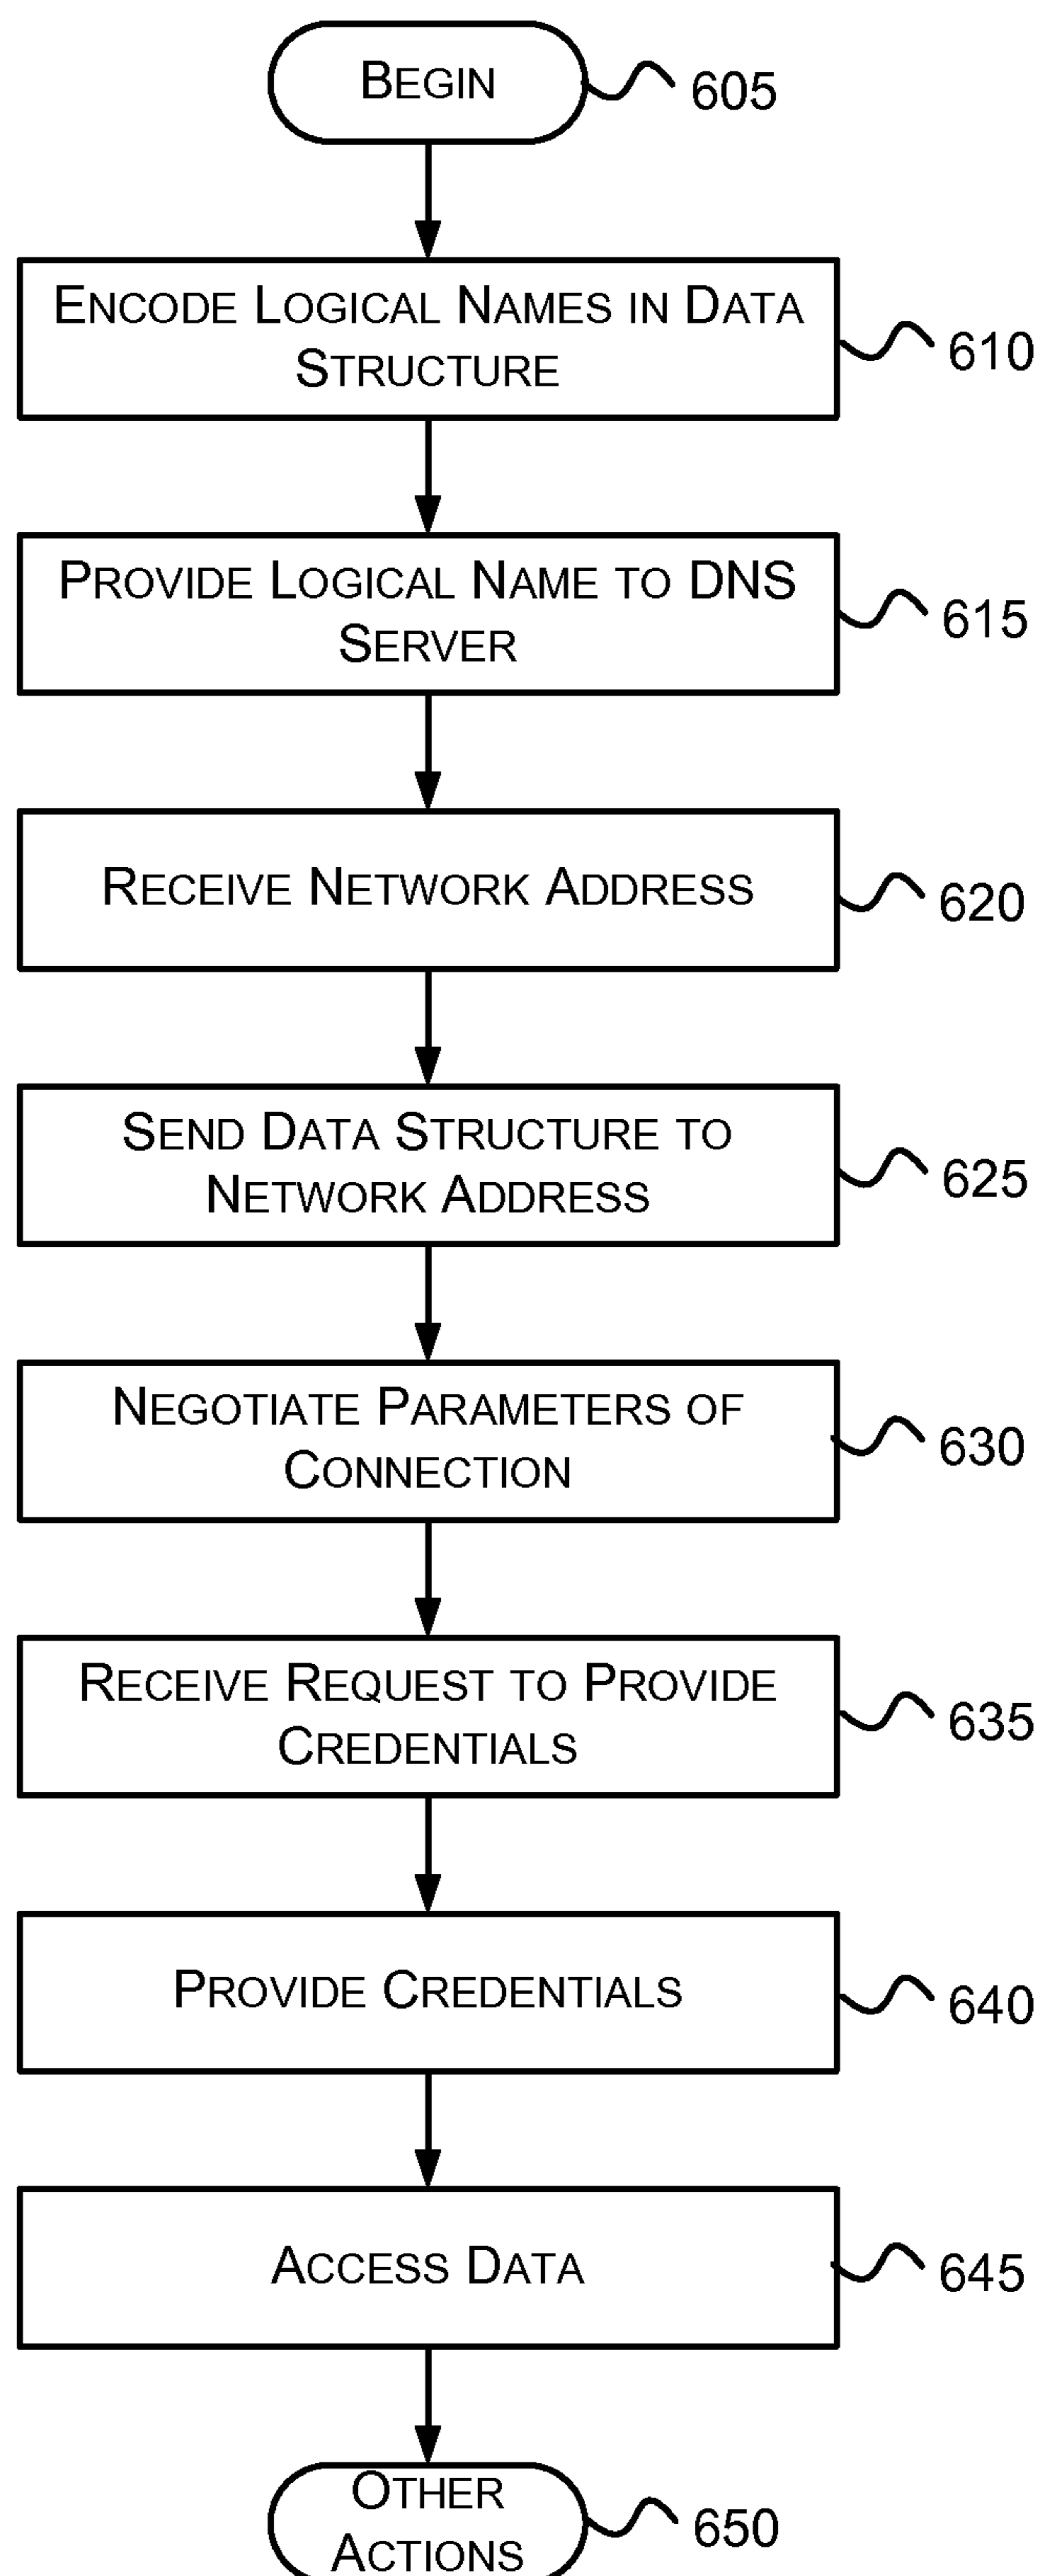 BEGIN
605
ENCODE LOGICAL NAMES IN DATA
STRUCTURE
610
PROVIDE LOGICAL NAME TO DNS
SERVER
615
RECEIVE NETWORK ADDRESS
620
SEND DATA STRUCTURE TO
NETWORK ADDRESS
625
NEGOTIATE PARAMETERS OF
CONNECTION
630
RECEIVE REQUEST TO PROVIDE
CREDENTIALS
635
PROVIDE CREDENTIALS
640
ACCESS DATA
645
OTHER
ACTIONS
650